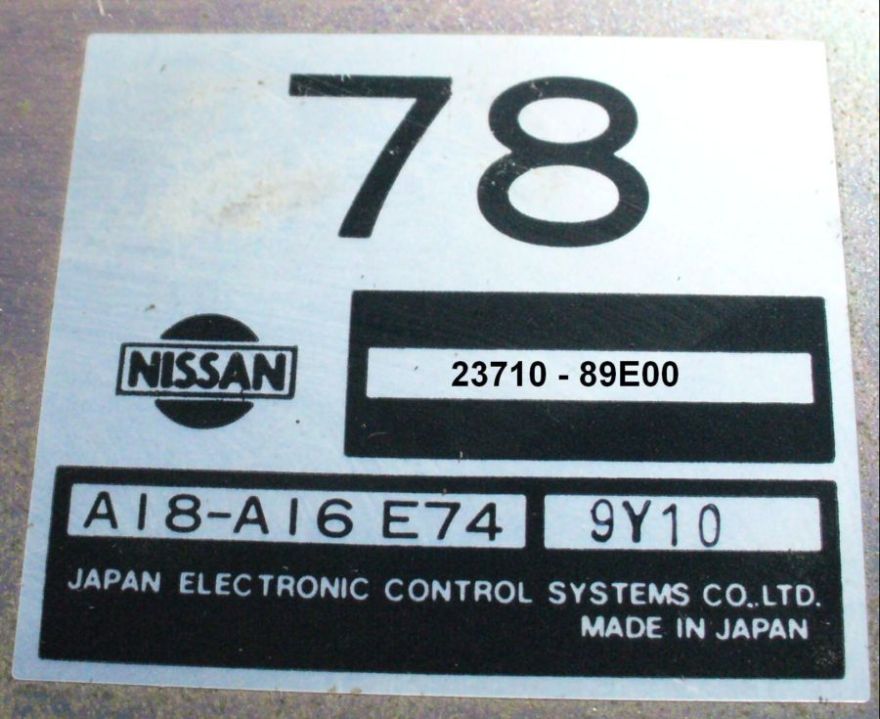 78
NISSAN
23710 - 89E00
A18-A16 E74
9Y10
JAPAN ELECTRONIC CONTROL SYSTEMS CO.,LTD.
MADE IN JAPAN